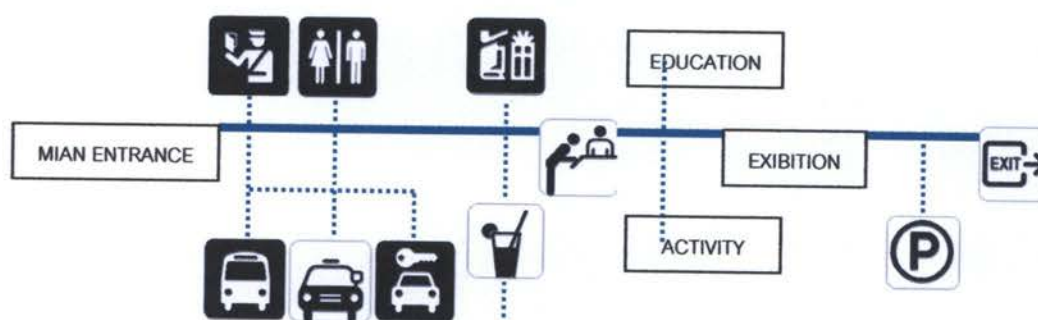 EDUCATION
MIAN ENTRANCE
EXIBITION
EXIT
ACTIVITY
P